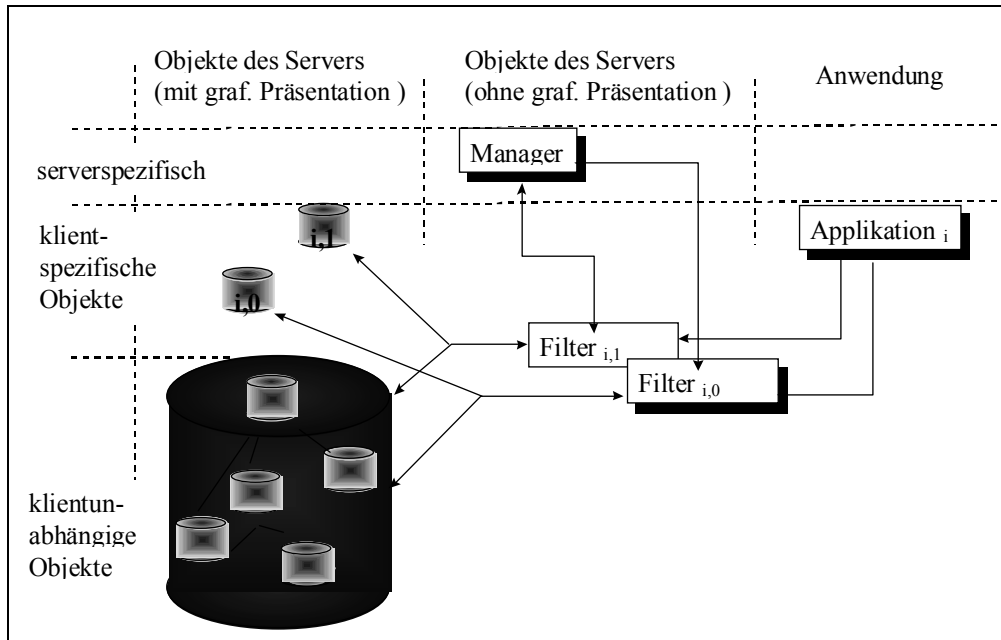 Objekte des Servers
(mit graf. Präsentation )
Objekte des Servers
(ohne graf. Präsentation )
Anwendung
serverspezifisch
Manager
klient-
spezifische
Objekte
i,1
i,0
Applikation i
Filter i,1
Filter i,0
klientun-
abhängige
Objekte